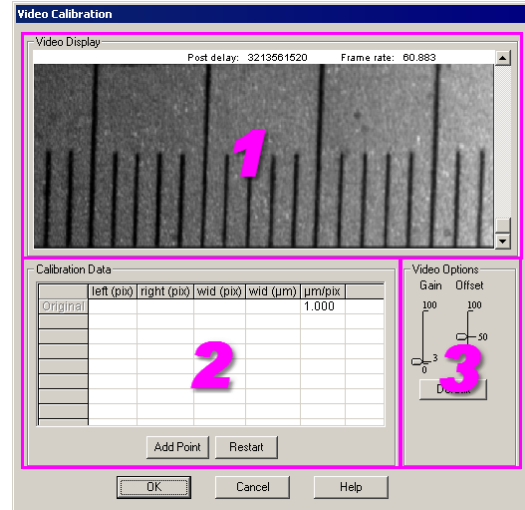 Video Calibration
Video Display
Post delay: 3213561520 Frame rate: 60.883
1
Calibration Data
left (pix) right (pix) wid (pix) wid (µm) µm/pix
Original 1.000
2
Add Point Restart
Video Options
Gain Offset
100 100
50
3
0
3
OK Cancel Help